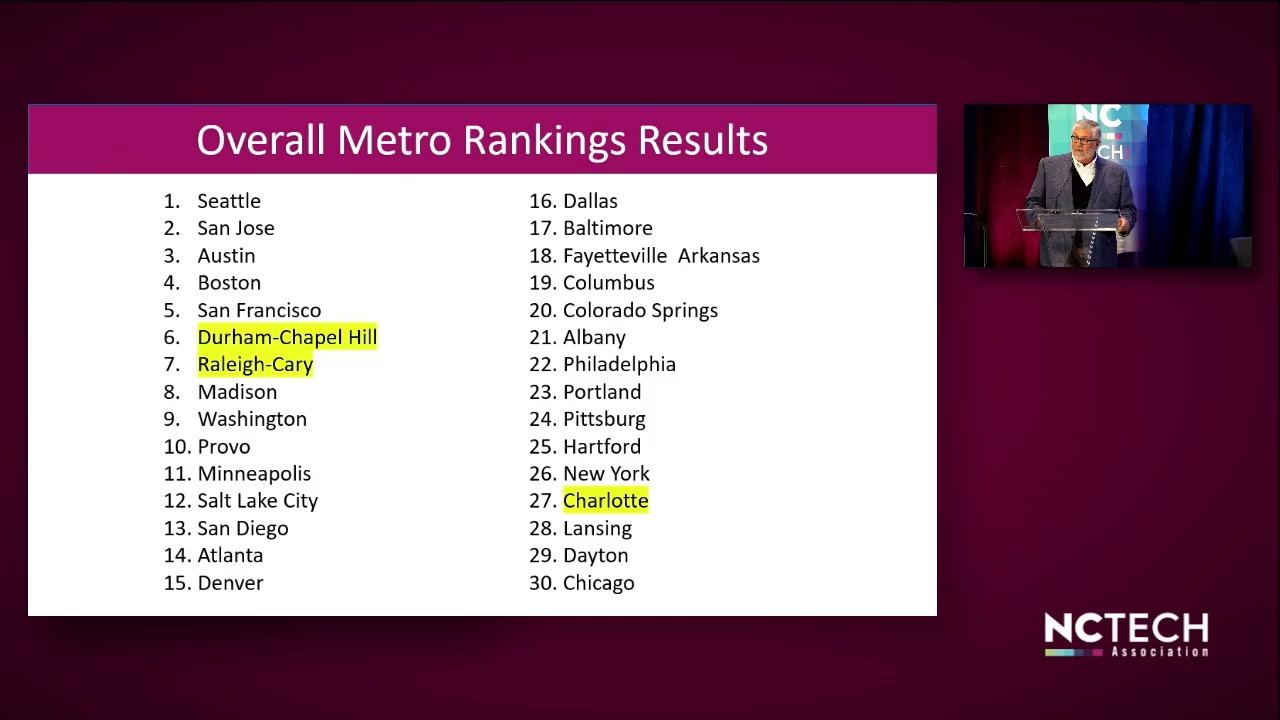 Overall Metro Rankings Results
1. Seattle
2. San Jose
3. Austin
4. Boston
5. San Francisco
6. Durham-Chapel Hill
7. Raleigh-Cary
8. Madison
9. Washington
10. Provo
11. Minneapolis
12. Salt Lake City
13. San Diego
14. Atlanta
15. Denver
16. Dallas
17. Baltimore
18. Fayetteville Arkansas
19. Columbus
20. Colorado Springs
21. Albany
22. Philadelphia
23. Portland
24. Pittsburg
25. Hartford
26. New York
27. Charlotte
28. Lansing
29. Dayton
30. Chicago
NC
CH
NCTECH
Association